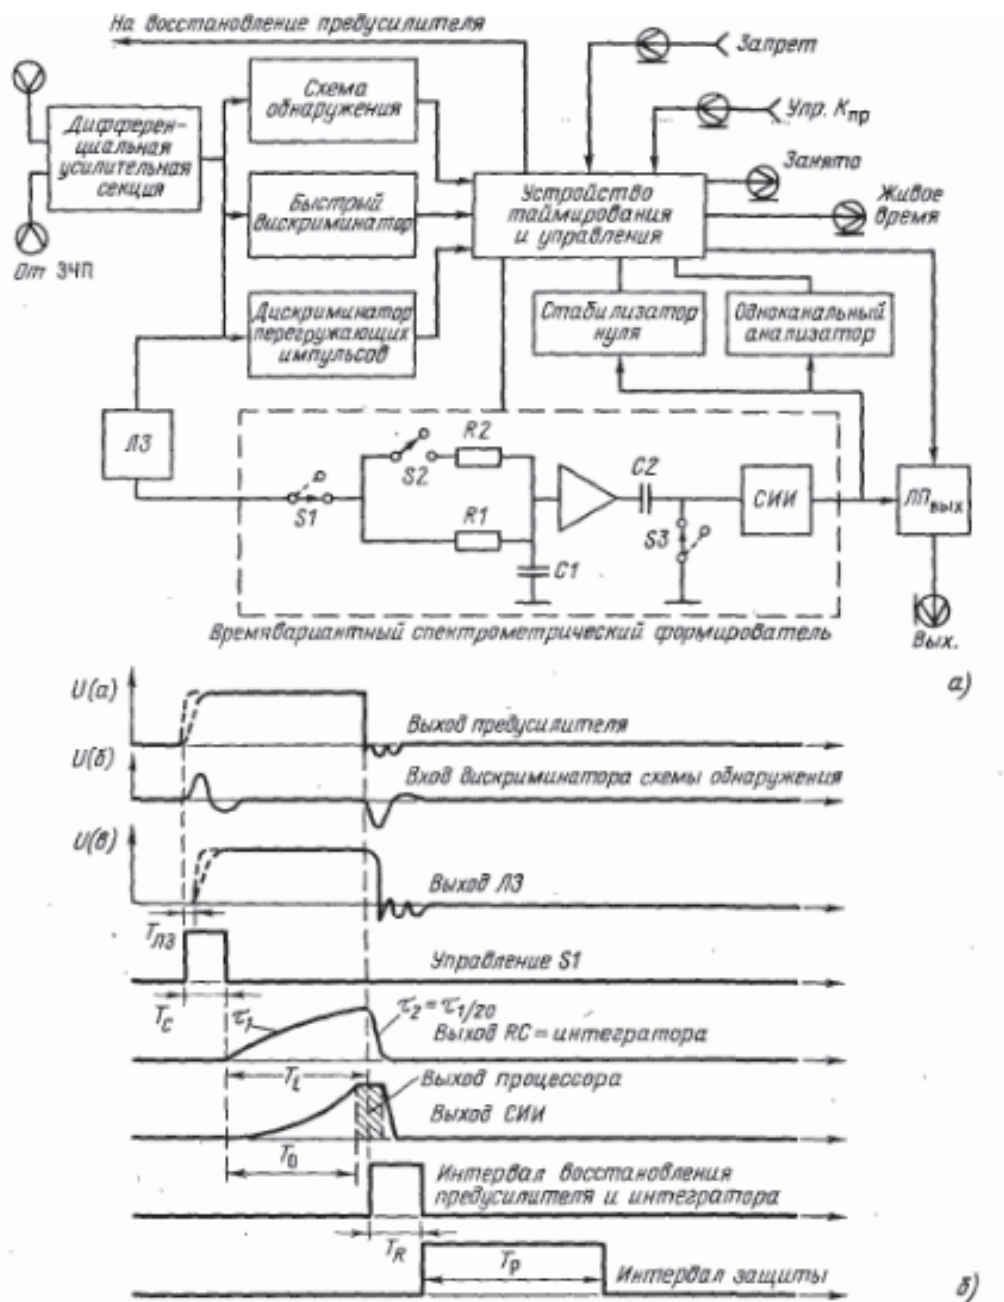 На восстановление предусилителя
Запрет
Упр. Kпр
Занято
Живое
время
Схема
обнаружения
Дифферен-
циальная
усилительная
секция
Быстрый
дискриминатор
Устройство
таймирования
и управления
От ЗЧП
Дискриминатор
перегружающих
импульсов
Стабилизатор
нуля
Одноканальный
анализатор
ЛЗ
S1
S2
R2
R1
C1
C2
S3
СИИ
ЛПвых
Вых.
Времявариантный спектрометрический формирователь
а)
U(а)
Выход предусилителя
U(б)
Вход дискриминатора схемы обнаружения
U(в)
Выход ЛЗ
TЛЗ
Управление S1
Tc
τ1
τ2 = τ1/20
Выход RC = интегратора
Tt
Выход процессора
Выход СИИ
T0
Интервал восстановления
предусилителя и интегратора
TR
Tp
Интервал защиты
б)